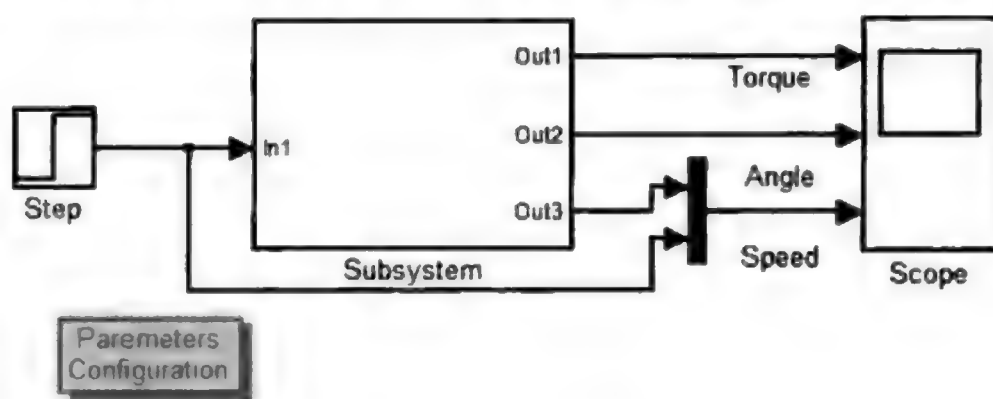 Out1
Torque
Step
In1
Out2
Angle
Out3
Subsystem
Speed
Scope
Paremeters
Configuration